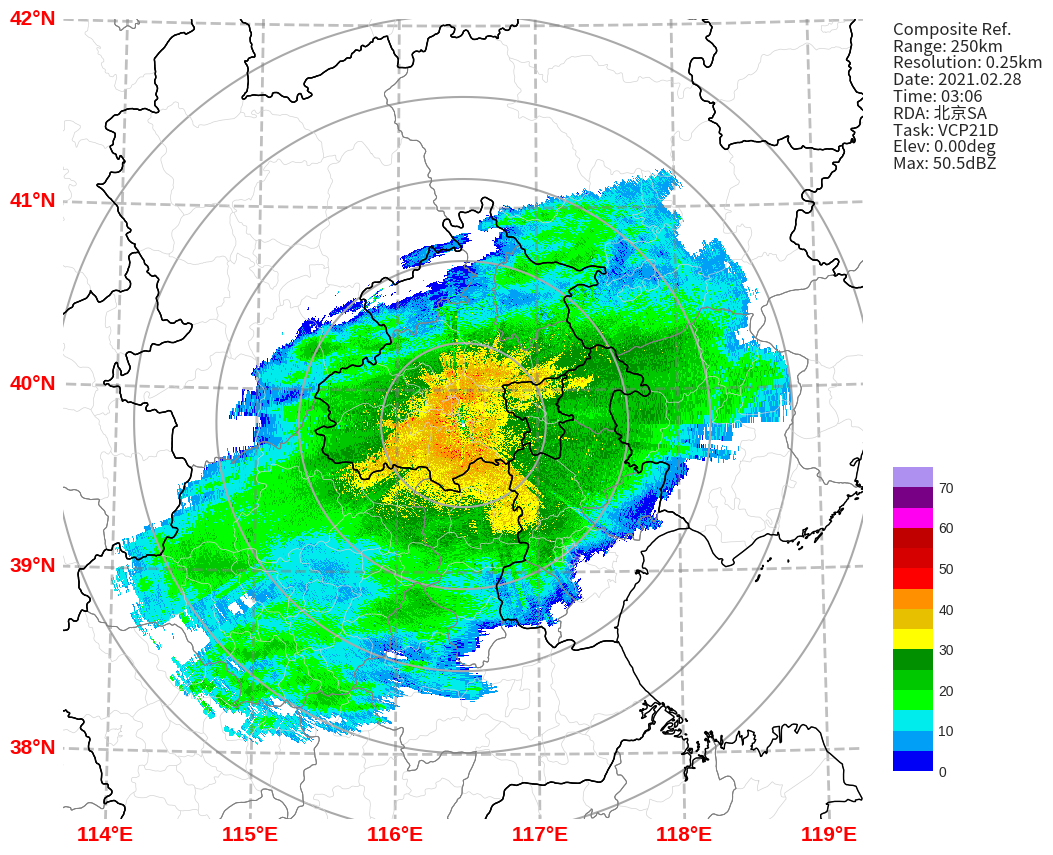 42°N
41°N
40°N
39°N
38°N
114°E
115°E
116°E
117°E
118°E
119°E
Composite Ref.
Range: 250km
Resolution: 0.25km
Date: 2021.02.28
Time: 03:06
RDA: 北京SA
Task: VCP21D
Elev: 0.00deg
Max: 50.5dBZ
70
60
50
40
30
20
10
0